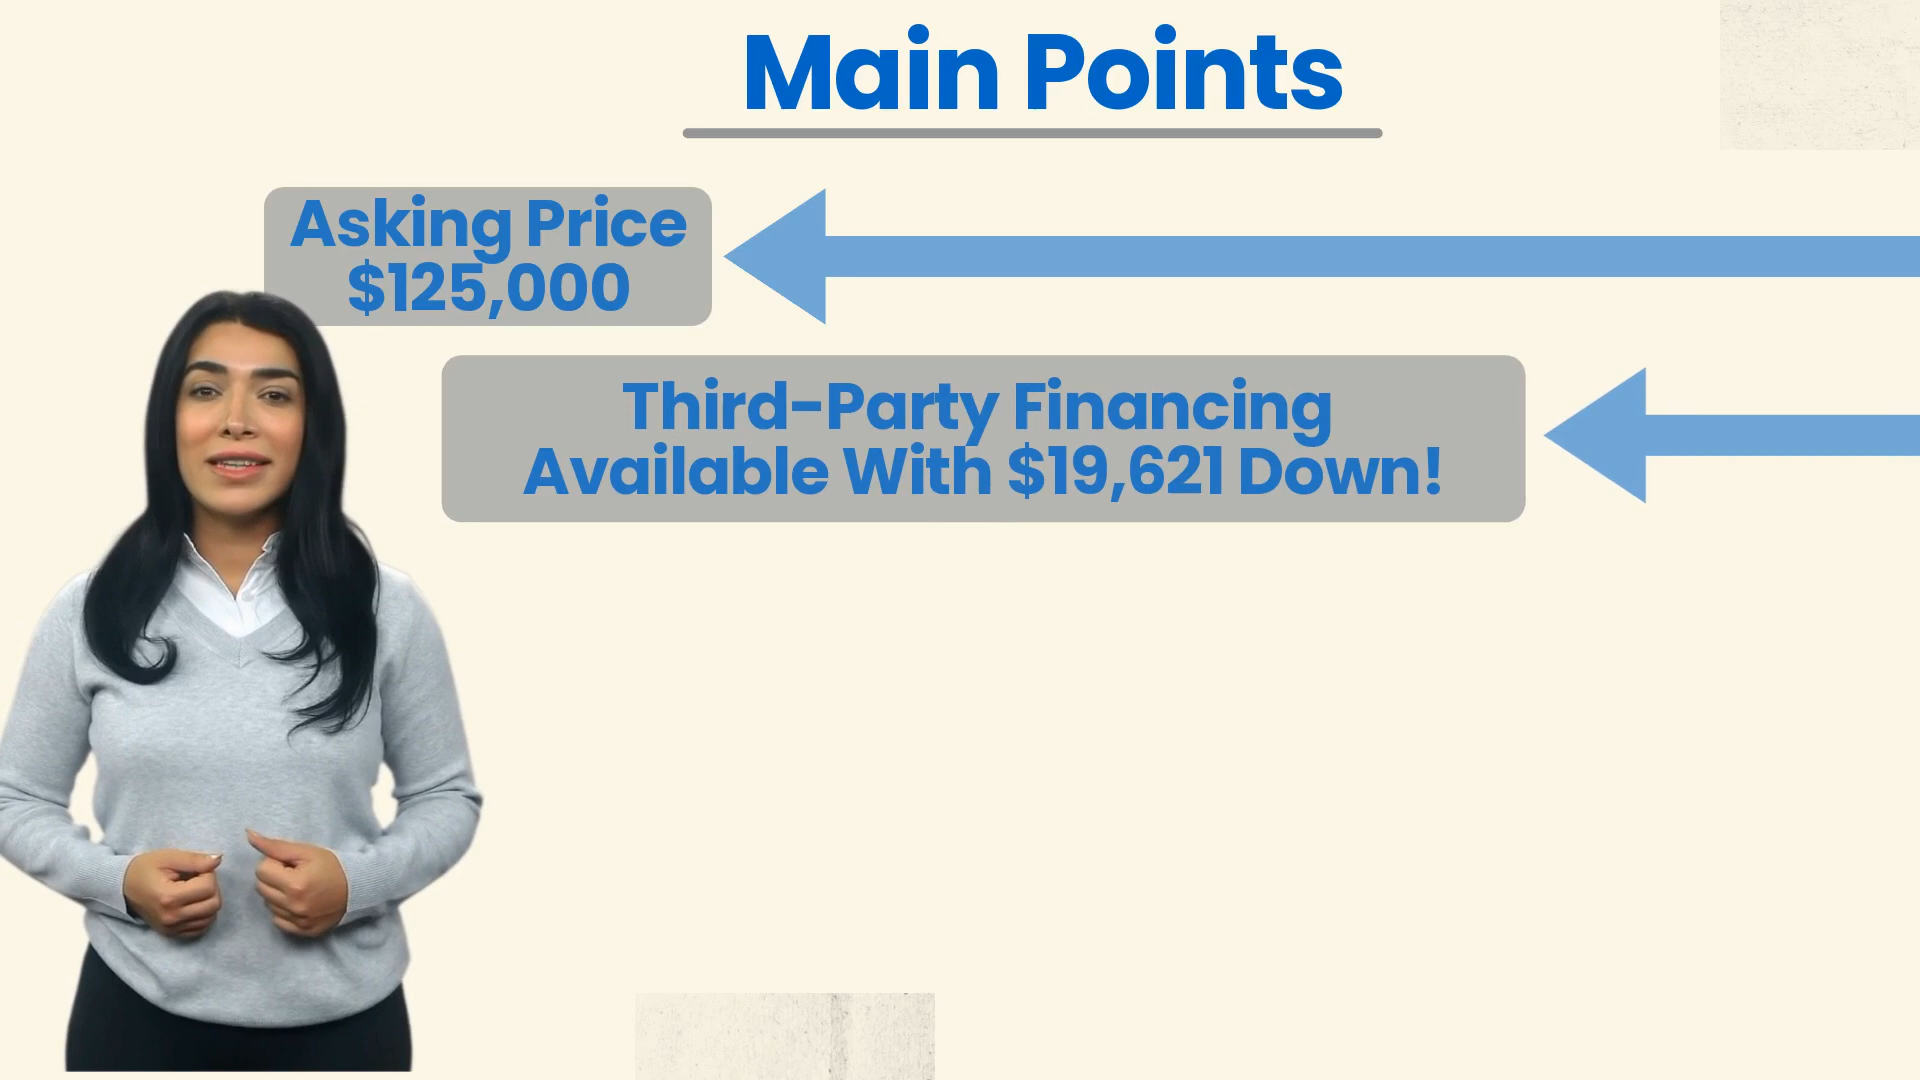 Main Points
Asking Price
$125,000
Third-Party Financing
Available With $19,621 Down!